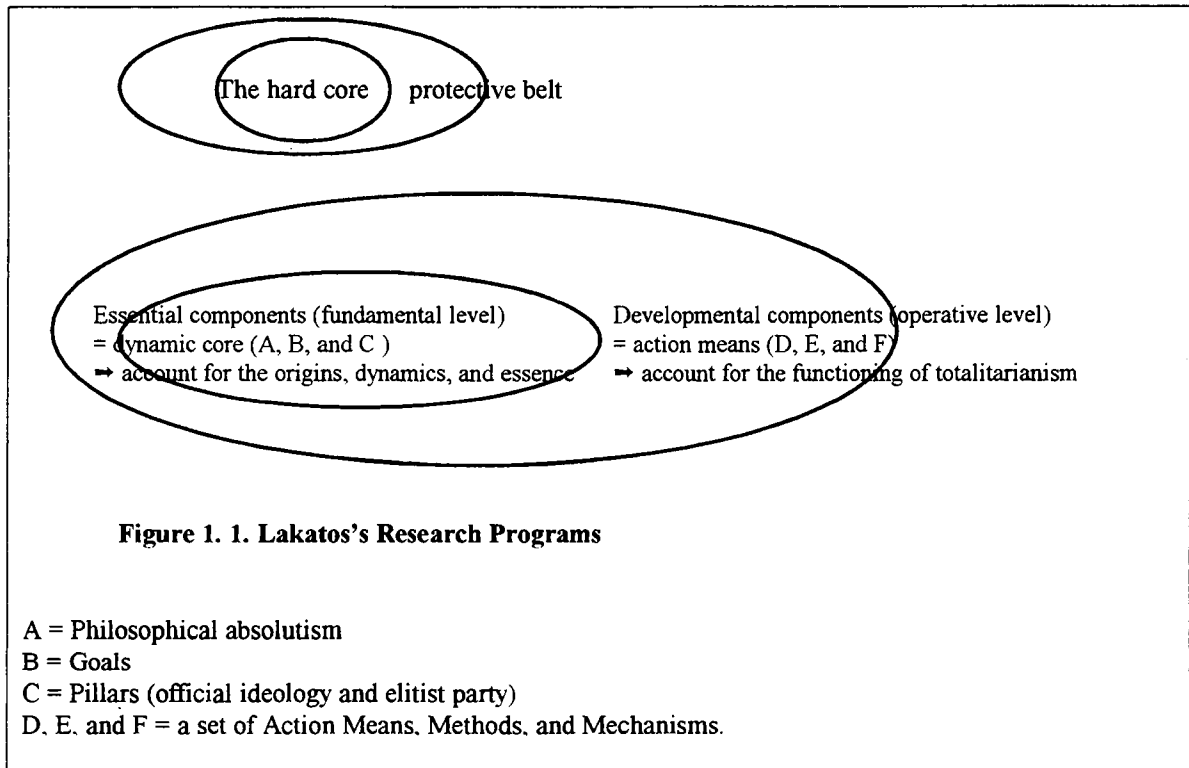 The hard core protective belt
Essential components (fundamental level) Developmental components (operative level)
= dynamic core (A, B, and C ) = action means (D, E, and F)
➡ account for the origins, dynamics, and essence ➡ account for the functioning of totalitarianism
Figure 1. 1. Lakatos's Research Programs
A = Philosophical absolutism
B = Goals
C = Pillars (official ideology and elitist party)
D, E, and F = a set of Action Means, Methods, and Mechanisms.